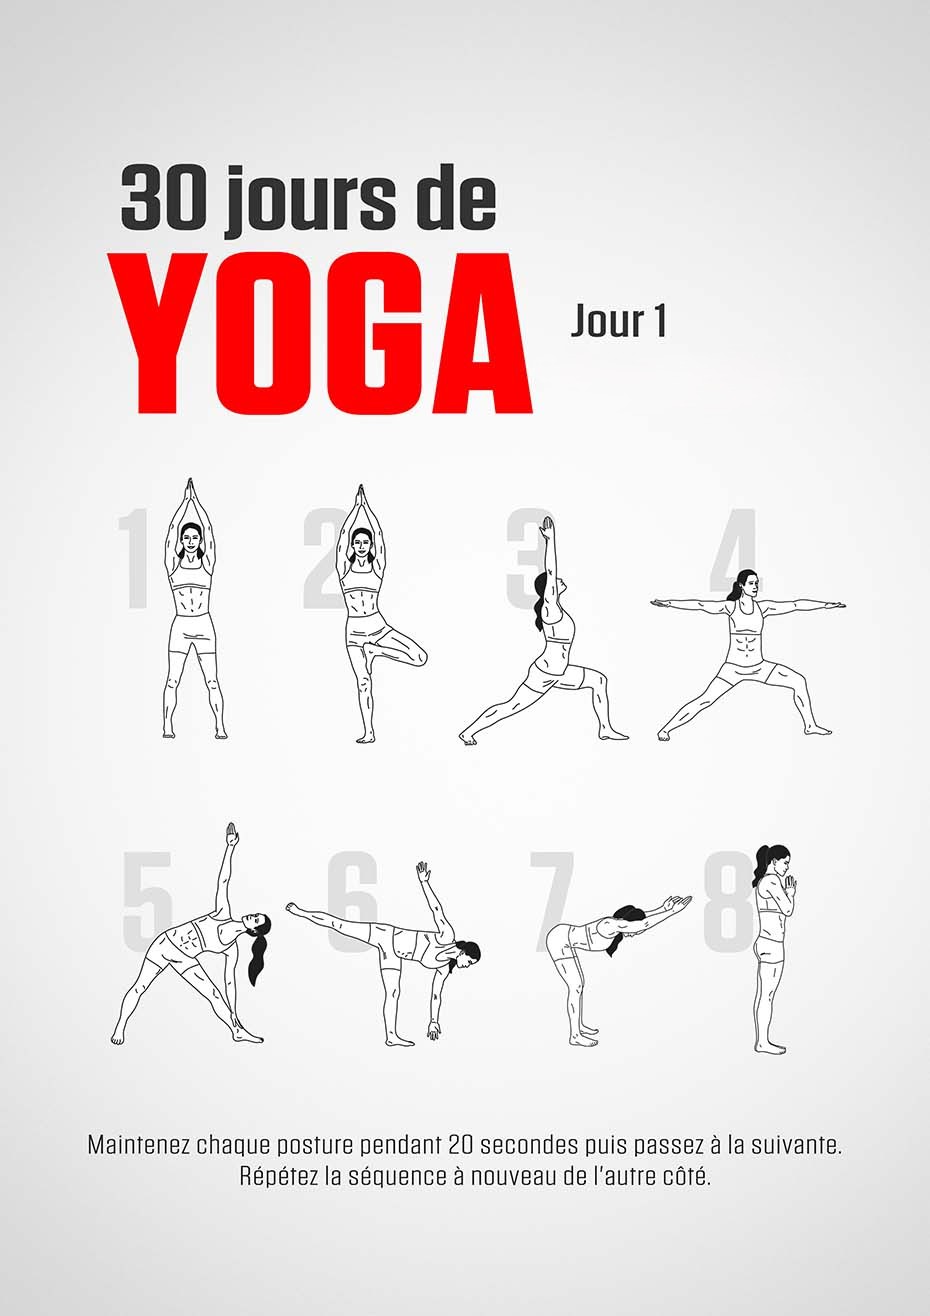 30 jours de
YOGA
Jour 1
1
2
3
4
5
6
7
8
Maintenez chaque posture pendant 20 secondes puis passez à la suivante.
Répétez la séquence à nouveau de l'autre côté.